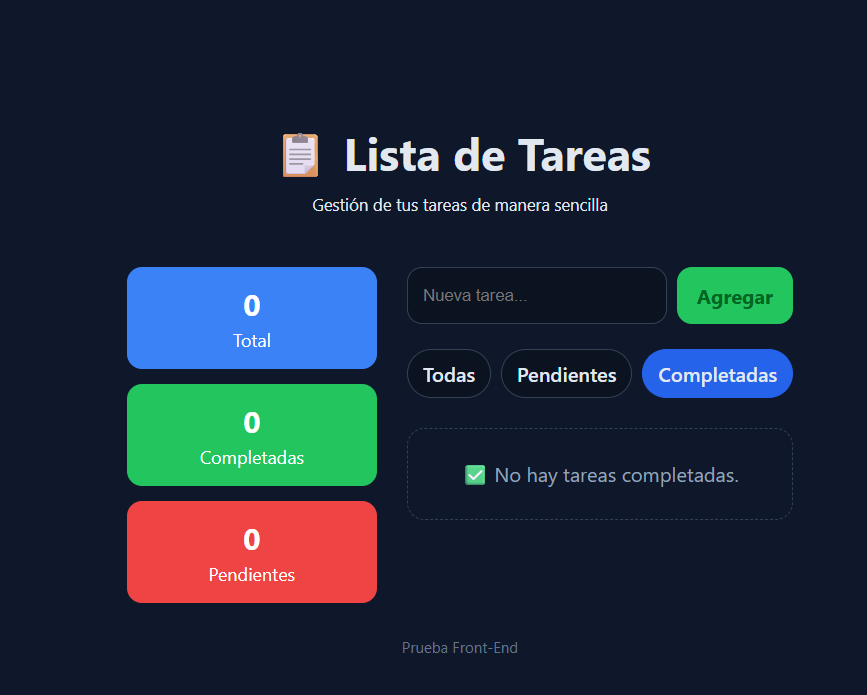 📋 Lista de Tareas
Gestión de tus tareas de manera sencilla
0
Total
0
Completadas
0
Pendientes
Nueva tarea...
Agregar
Todas
Pendientes
Completadas
✅ No hay tareas completadas.
Prueba Front-End